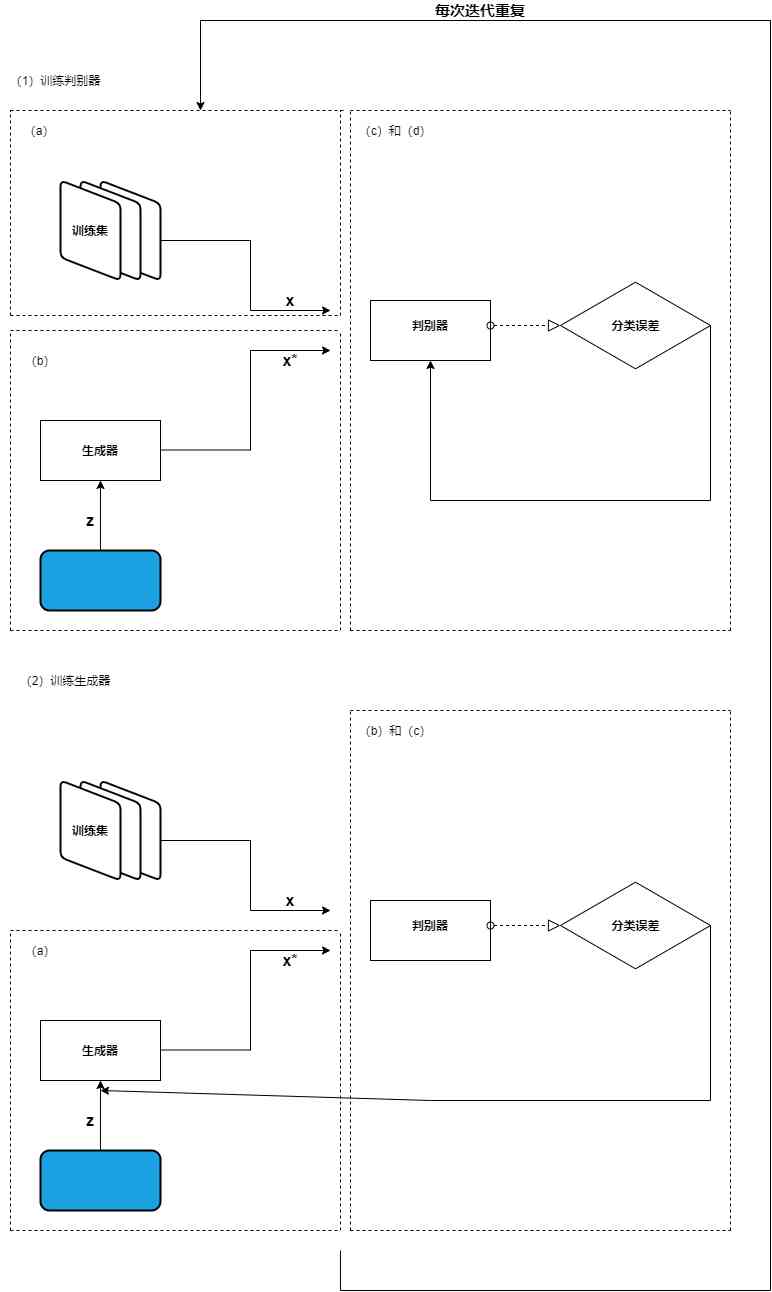 每次迭代重复
（1）训练判别器
（a）
（c）和（d）
训练集
x
判别器
分类误差
（b）
x*
生成器
z
（2）训练生成器
（b）和（c）
训练集
x
判别器
分类误差
（a）
x*
生成器
z